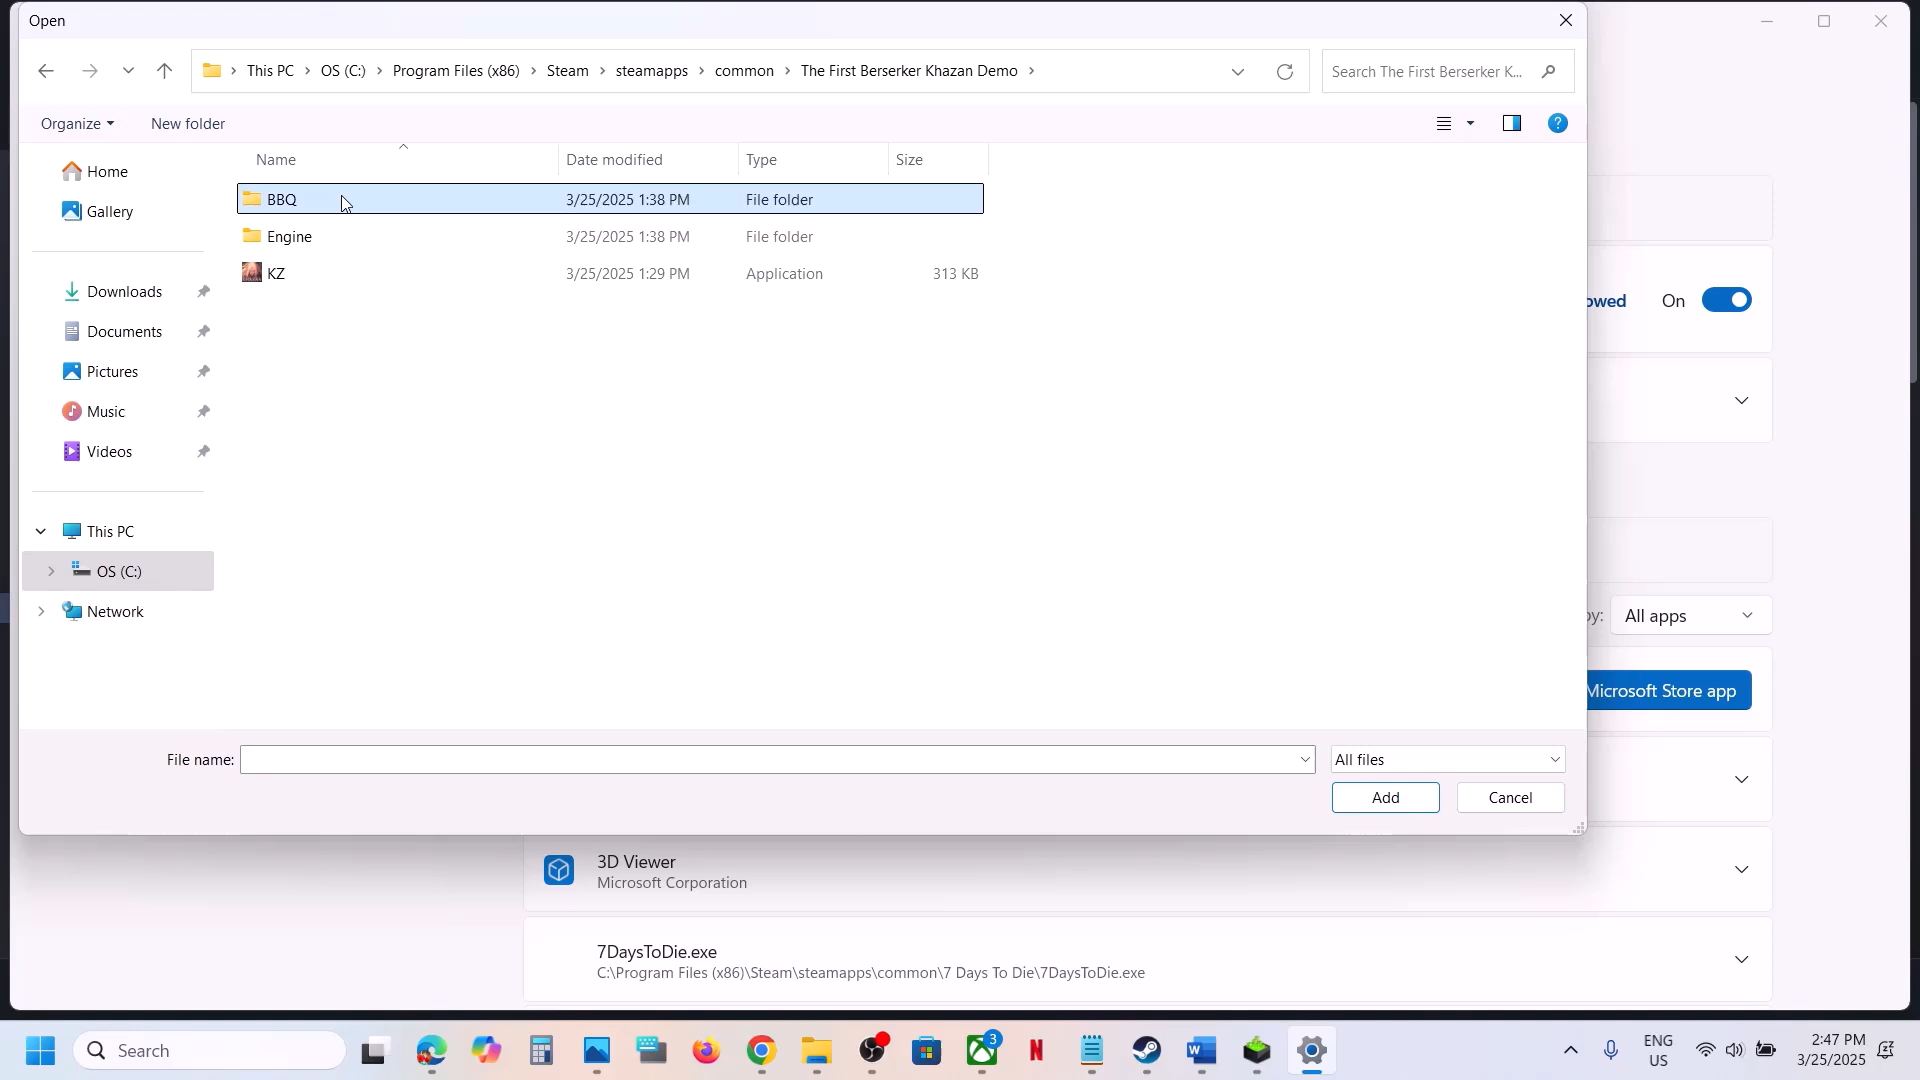 Open
This PC
OS (C:)
Program Files (x86)
Steam
steamapps
common
The First Berserker Khazan Demo
Search The First Berserker K...
Organize
New folder
Name
Date modified
Type
Size
Home
Gallery
Downloads
Documents
Pictures
Music
Videos
This PC
OS (C:)
Network
BBQ
3/25/2025 1:38 PM
File folder
Engine
3/25/2025 1:38 PM
File folder
KZ
3/25/2025 1:29 PM
Application
313 KB
On
All apps
Microsoft Store app
File name:
All files
Add
Cancel
3D Viewer
Microsoft Corporation
7DaysToDie.exe
C:\Program Files (x86)\Steam\steamapps\common\7 Days To Die\7DaysToDie.exe
Search
3
ENG
US
2:47 PM
3/25/2025